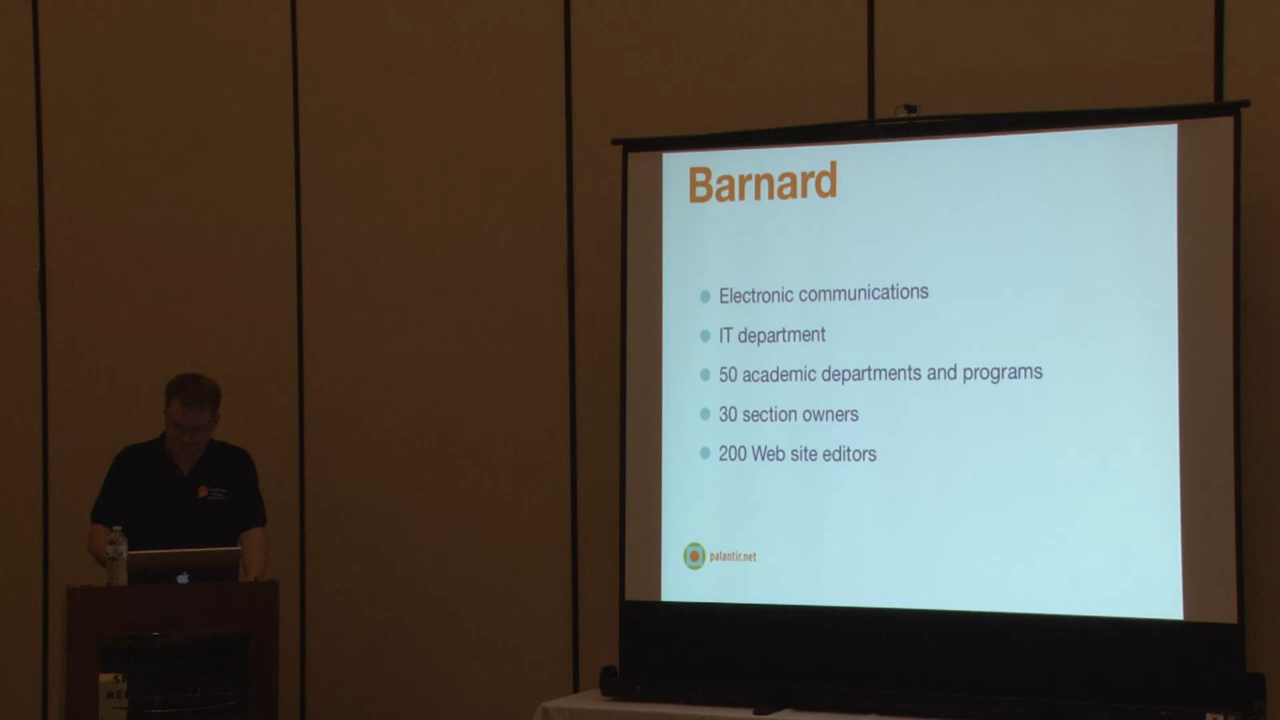 Barnard
Electronic communications
IT department
50 academic departments and programs
30 section owners
200 Web site editors
palantir.net